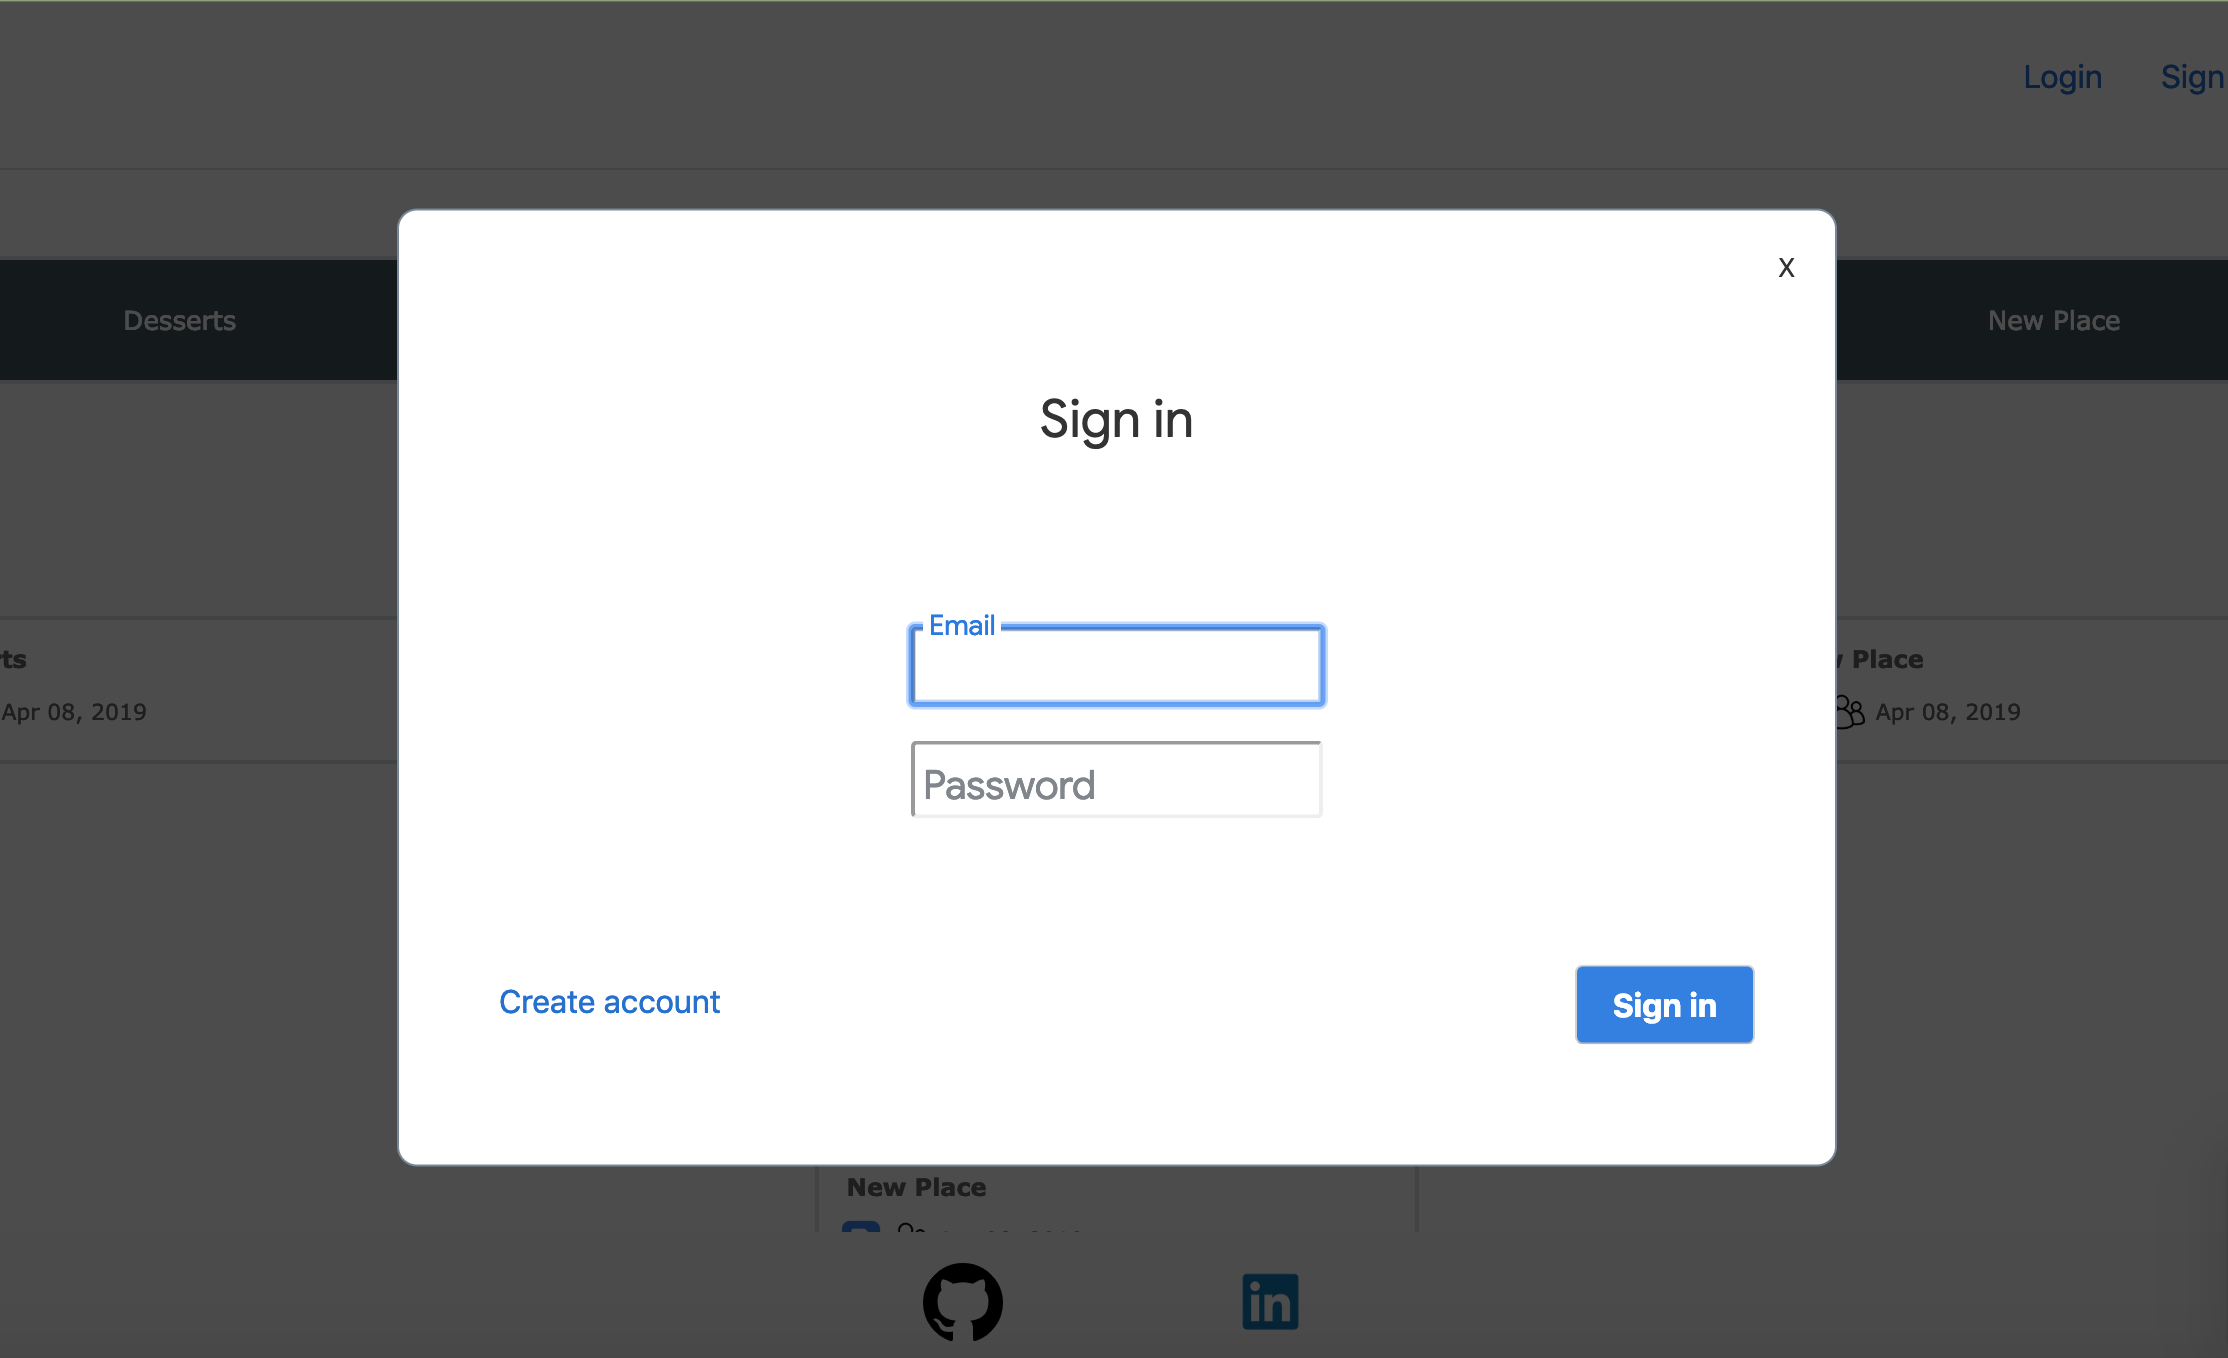 Login Sign
x
Desserts
New Place
Sign in
Email
Place
Apr 08, 2019
Apr 08, 2019
Password
Create account
Sign in
New Place
in